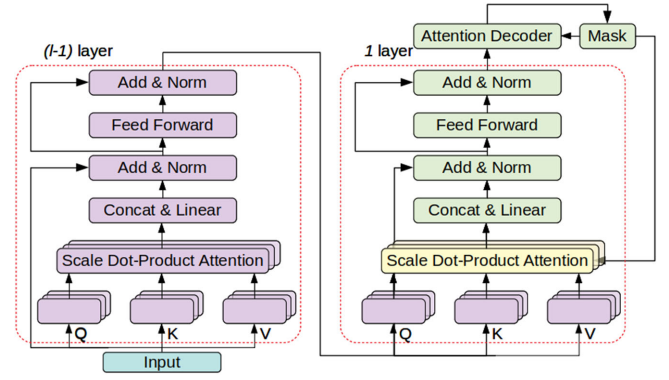 (l-1) layer
Add & Norm
Feed Forward
Add & Norm
Concat & Linear
Scale Dot-Product Attention
Q
K
V
Input
Attention Decoder
Mask
1 layer
Add & Norm
Feed Forward
Add & Norm
Concat & Linear
Scale Dot-Product Attention
Q
K
V